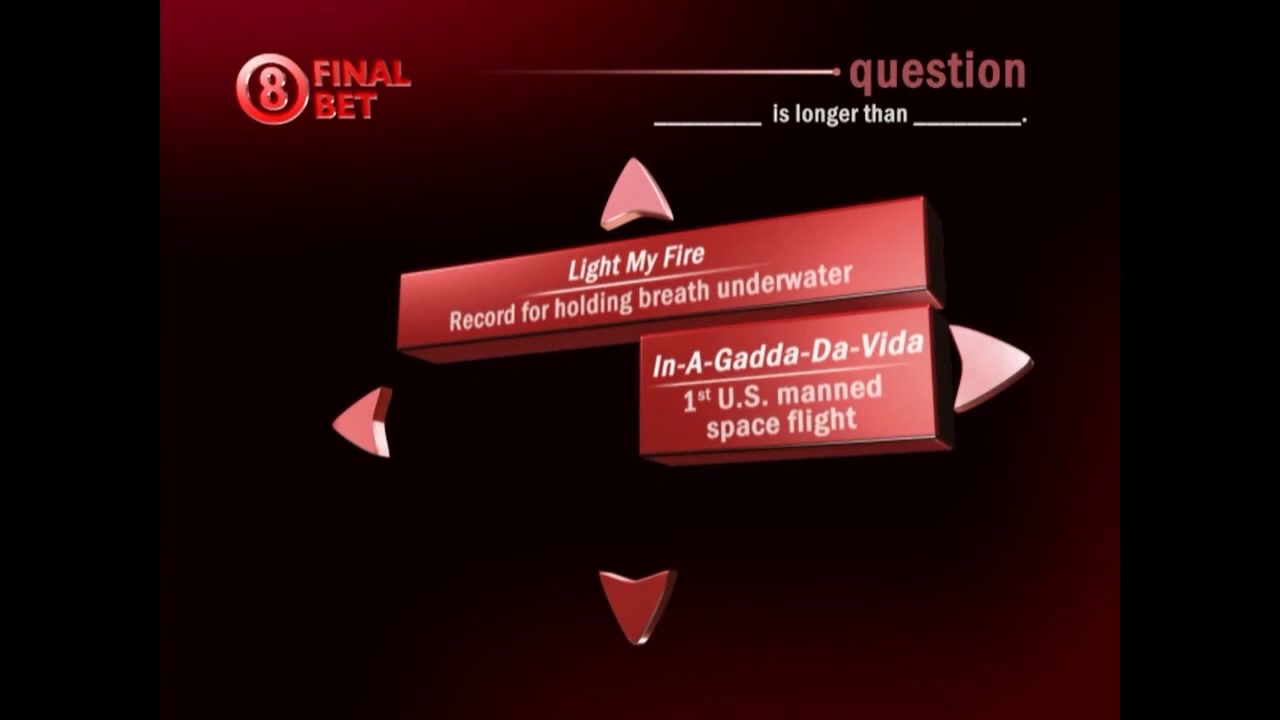 8 FINAL BET
question
________ is longer than ________.
Light My Fire
Record for holding breath underwater
In-A-Gadda-Da-Vida
1st U.S. manned
space flight